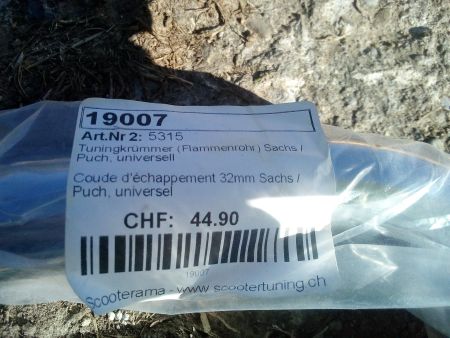 19007
Art.Nr 2: 5315
Tuningkrümmer (Flammenrohr) Sachs /
Puch, universell
Coude d'échappement 32mm Sachs /
Puch, universel
CHF: 44.90
19007
Scooterama - www.scootertuning.ch